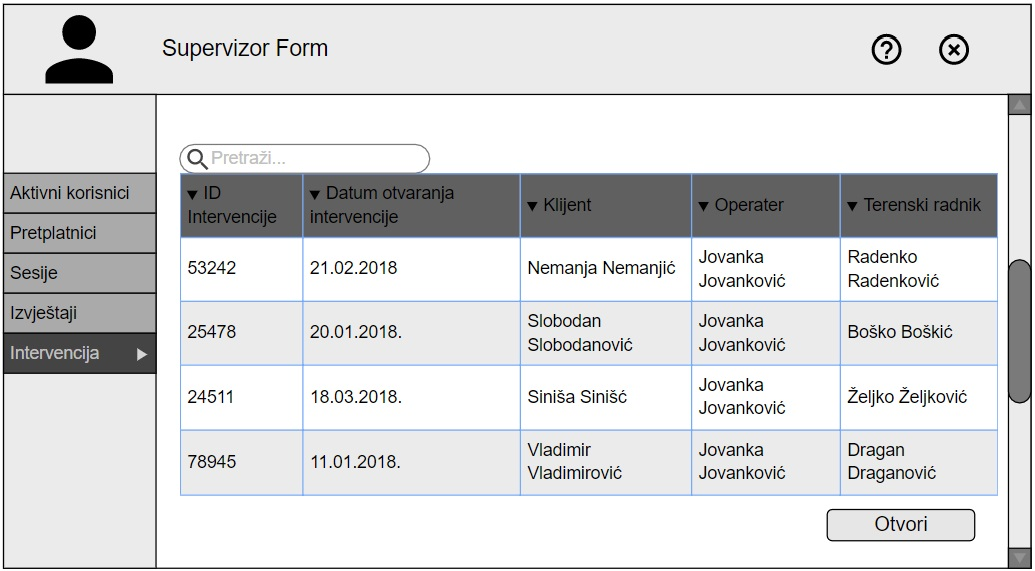 Supervizor Form
Pretraži...
Aktivni korisnici
Pretplatnici
Sesije
Izvještaji
Intervencija
ID
Intervencije
Datum otvaranja
intervencije
Klijent
Operater
Terenski radnik
53242
21.02.2018
Nemanja Nemanjić
Jovanka
Jovanković
Radenko
Radenković
25478
20.01.2018.
Slobodan
Slobodanović
Jovanka
Jovanković
Boško Boškić
24511
18.03.2018.
Siniša Sinišć
Jovanka
Jovanković
Željko Željković
78945
11.01.2018.
Vladimir
Vladimirović
Jovanka
Jovanković
Dragan
Draganović
Otvori